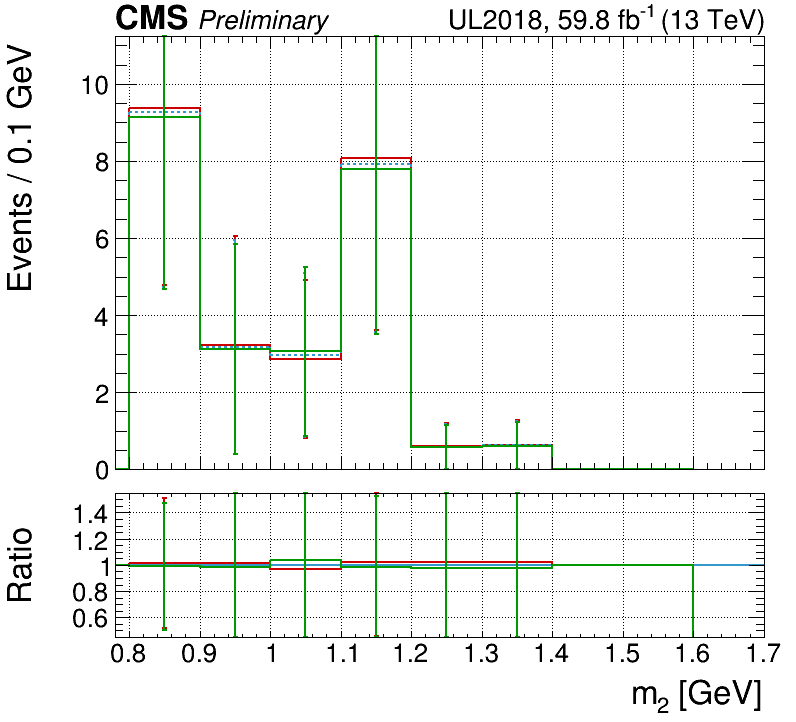 CMS Preliminary UL2018, 59.8 fb⁻¹ (13 TeV)
Events / 0.1 GeV
10
8
6
4
2
0
Ratio
1.4
1.2
1
0.8
0.6
0.8 0.9 1 1.1 1.2 1.3 1.4 1.5 1.6 1.7
m₂ [GeV]